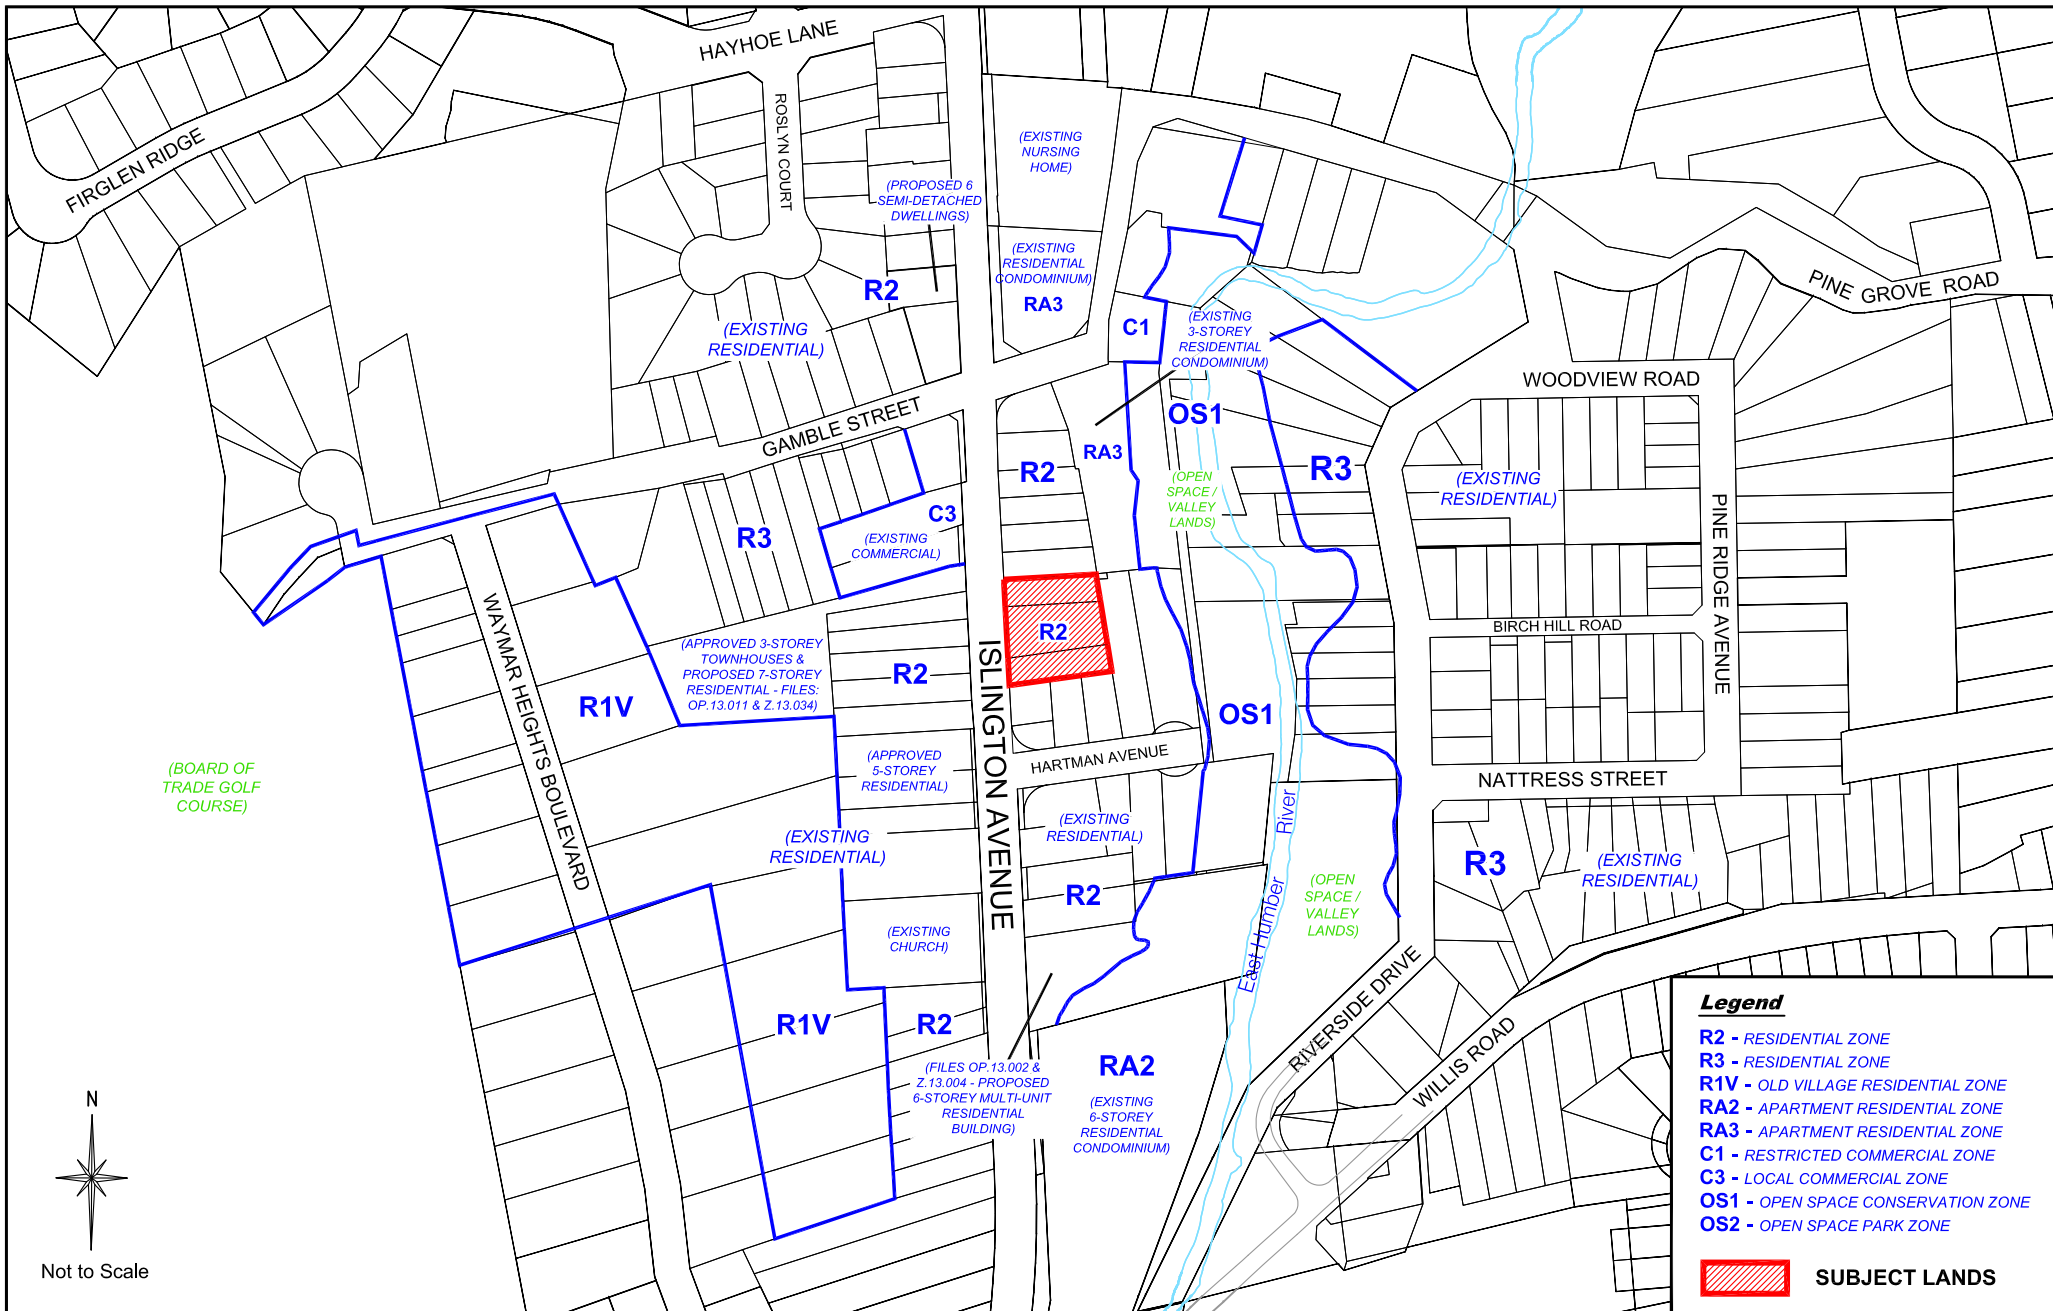 HAYHOE LANE
FIRGLEN RIDGE
ROSLYN COURT
(EXISTING
NURSING
HOME)
(PROPOSED 6
SEMI-DETACHED
DWELLINGS)
(EXISTING
RESIDENTIAL
CONDOMINIUM)
RA3
R2
(EXISTING
RESIDENTIAL)
C1
(EXISTING
3-STOREY
RESIDENTIAL
CONDOMINIUM)
PINE GROVE ROAD
WOODVIEW ROAD
GAMBLE STREET
OS1
R2
RA3
R3
(EXISTING
RESIDENTIAL)
(OPEN
SPACE /
VALLEY
LANDS)
C3
(EXISTING
COMMERCIAL)
R3
PINE RIDGE AVENUE
WAYMAR HEIGHTS BOULEVARD
(APPROVED 3-STOREY
TOWNHOUSES &
PROPOSED 7-STOREY
RESIDENTIAL - FILES:
OP.13.011 & Z.13.034)
R2
R2
BIRCH HILL ROAD
ISLINGTON AVENUE
R1V
OS1
HARTMAN AVENUE
(APPROVED
5-STOREY
RESIDENTIAL)
NATTRESS STREET
(BOARD OF
TRADE GOLF
COURSE)
(EXISTING
RESIDENTIAL)
(EXISTING
RESIDENTIAL)
East Humber River
R3
(EXISTING
RESIDENTIAL)
R2
(OPEN
SPACE /
VALLEY
LANDS)
(EXISTING
CHURCH)
R1V
R2
RIVERSIDE DRIVE
WILLIS ROAD
(FILES OP.13.002 &
Z.13.004 - PROPOSED
6-STOREY MULTI-UNIT
RESIDENTIAL
BUILDING)
RA2
(EXISTING
6-STOREY
RESIDENTIAL
CONDOMINIUM)
N
Not to Scale
Legend
R2 - RESIDENTIAL ZONE
R3 - RESIDENTIAL ZONE
R1V - OLD VILLAGE RESIDENTIAL ZONE
RA2 - APARTMENT RESIDENTIAL ZONE
RA3 - APARTMENT RESIDENTIAL ZONE
C1 - RESTRICTED COMMERCIAL ZONE
C3 - LOCAL COMMERCIAL ZONE
OS1 - OPEN SPACE CONSERVATION ZONE
OS2 - OPEN SPACE PARK ZONE
SUBJECT LANDS